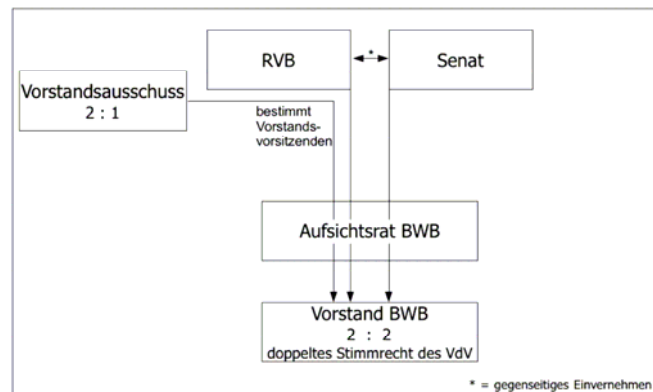 RVB
*
Senat
Vorstandsausschuss
2 : 1
bestimmt
Vorstands-
vorsitzenden
Aufsichtsrat BWB
Vorstand BWB
2 : 2
doppeltes Stimmrecht des VdV
* = gegenseitiges Einvernehmen